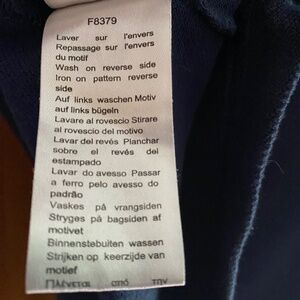 F8379
Laver sur l'envers
Repassage sur l'envers
du motif
Wash on reverse side
Iron on pattern reverse
side
Auf links waschen Motiv
auf links bügeln
Lavare al rovescio Stirare
al rovescio del motivo
Lavar del revés Planchar
sobre el revés del
estampado
Lavar do avesso Passar
a ferro pelo avesso do
padrão
Vaskes på vrangsiden
Stryges på bagsiden af
motivet
Binnenstebuiten wassen
Strijken op keerzijde van
motief
Πλένεται από την